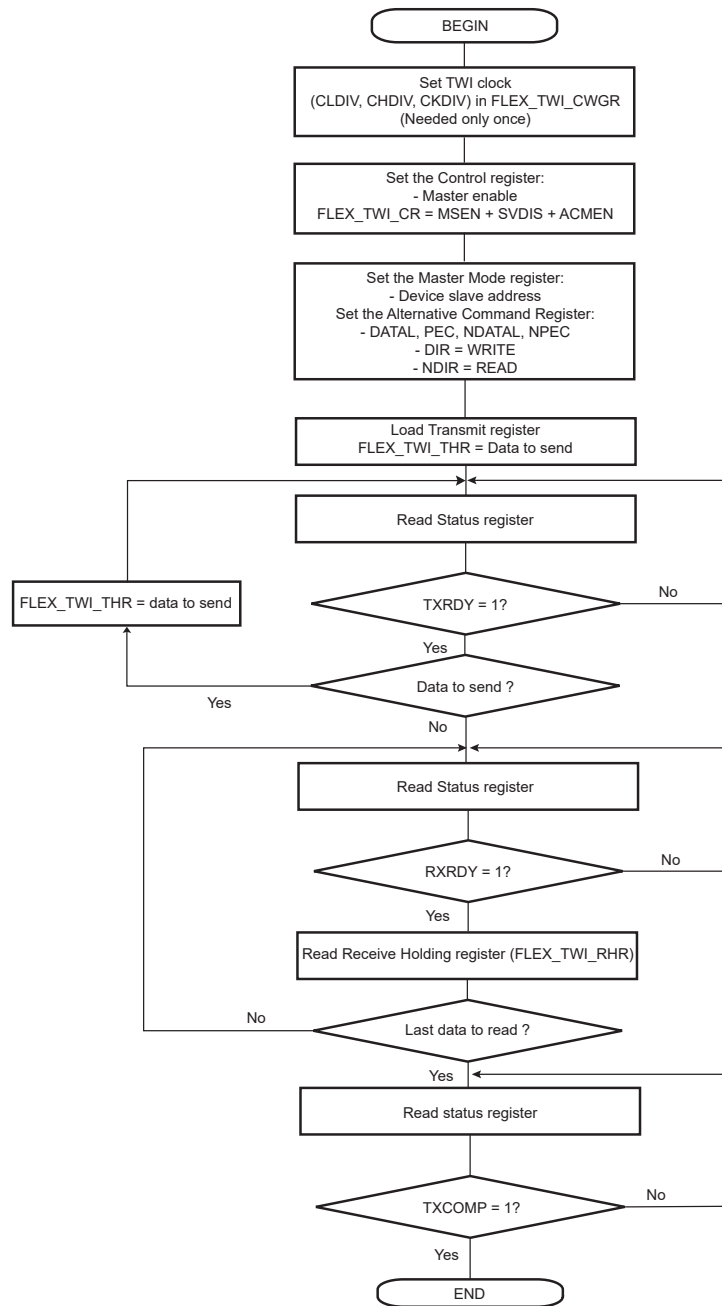 BEGIN
Set TWI clock
(CLDIV, CHDIV, CKDIV) in FLEX_TWI_CWGR
(Needed only once)
Set the Control register:
- Master enable
FLEX_TWI_CR = MSEN + SVDIS + ACMEN
Set the Master Mode register:
- Device slave address
Set the Alternative Command Register:
- DATAL, PEC, NDATAL, NPEC
- DIR = WRITE
- NDIR = READ
Load Transmit register
FLEX_TWI_THR = Data to send
Read Status register
FLEX_TWI_THR = data to send
TXRDY = 1?
No
Yes
Data to send ?
Yes
No
Read Status register
RXRDY = 1?
No
Yes
Read Receive Holding register (FLEX_TWI_RHR)
No
Last data to read ?
Yes
Read status register
TXCOMP = 1?
No
Yes
END